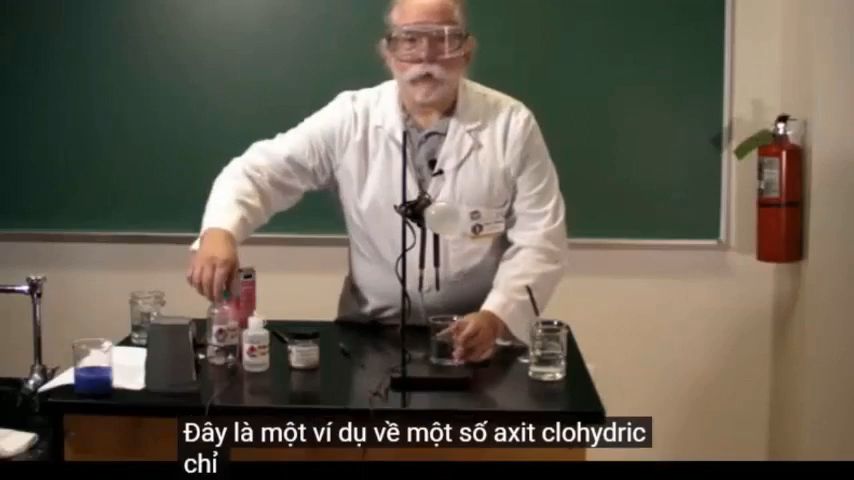 Đây là một ví dụ về một số axit clohydric
chỉ